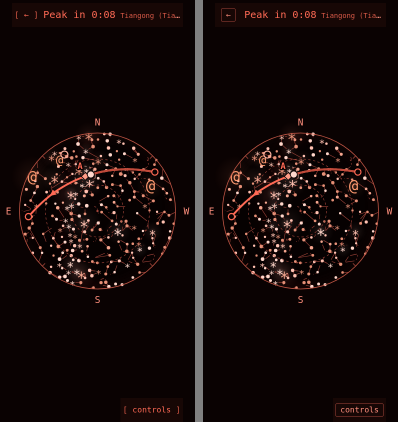 [ ← ] Peak in 0:08 Tiangong (Tia…
N
A
@
@
@
E
W
S
[ controls ]
← Peak in 0:08 Tiangong (Tia…
N
A
@
@
@
E
W
S
controls